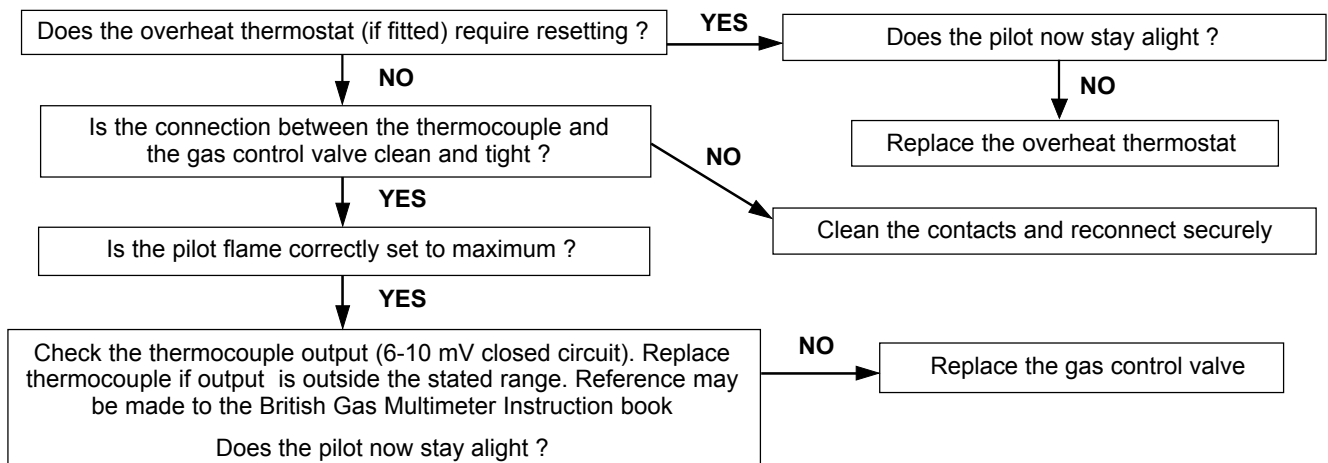 Does the overheat thermostat (if fitted) require resetting ?
YES
Does the pilot now stay alight ?
NO
NO
Replace the overheat thermostat
Is the connection between the thermocouple and
the gas control valve clean and tight ?
NO
YES
Clean the contacts and reconnect securely
Is the pilot flame correctly set to maximum ?
YES
Check the thermocouple output (6-10 mV closed circuit). Replace
thermocouple if output is outside the stated range. Reference may
be made to the British Gas Multimeter Instruction book
Does the pilot now stay alight ?
NO
Replace the gas control valve